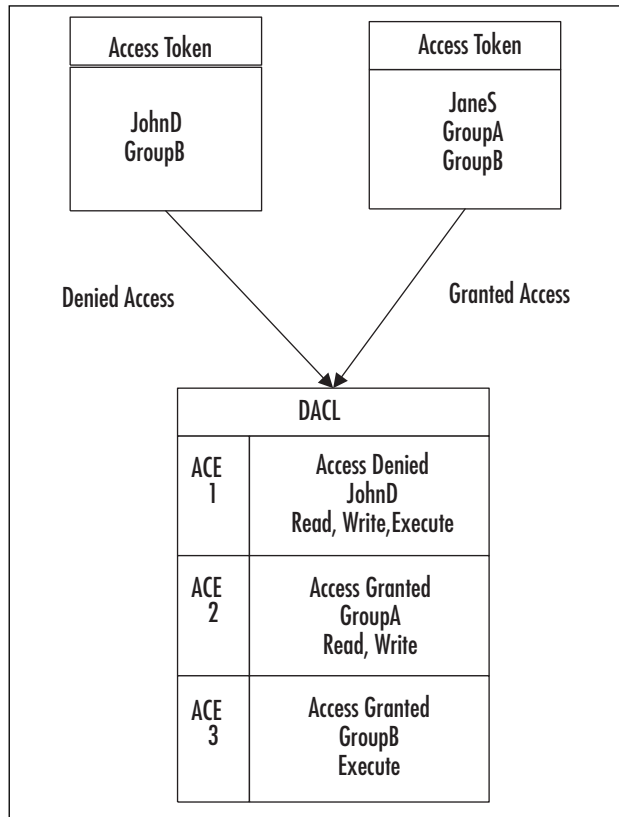 Access Token
JohnD
GroupB
Access Token
JaneS
GroupA
GroupB
Denied Access
Granted Access
DACL
ACE
1
Access Denied
JohnD
Read, Write,Execute
ACE
2
Access Granted
GroupA
Read, Write
ACE
3
Access Granted
GroupB
Execute